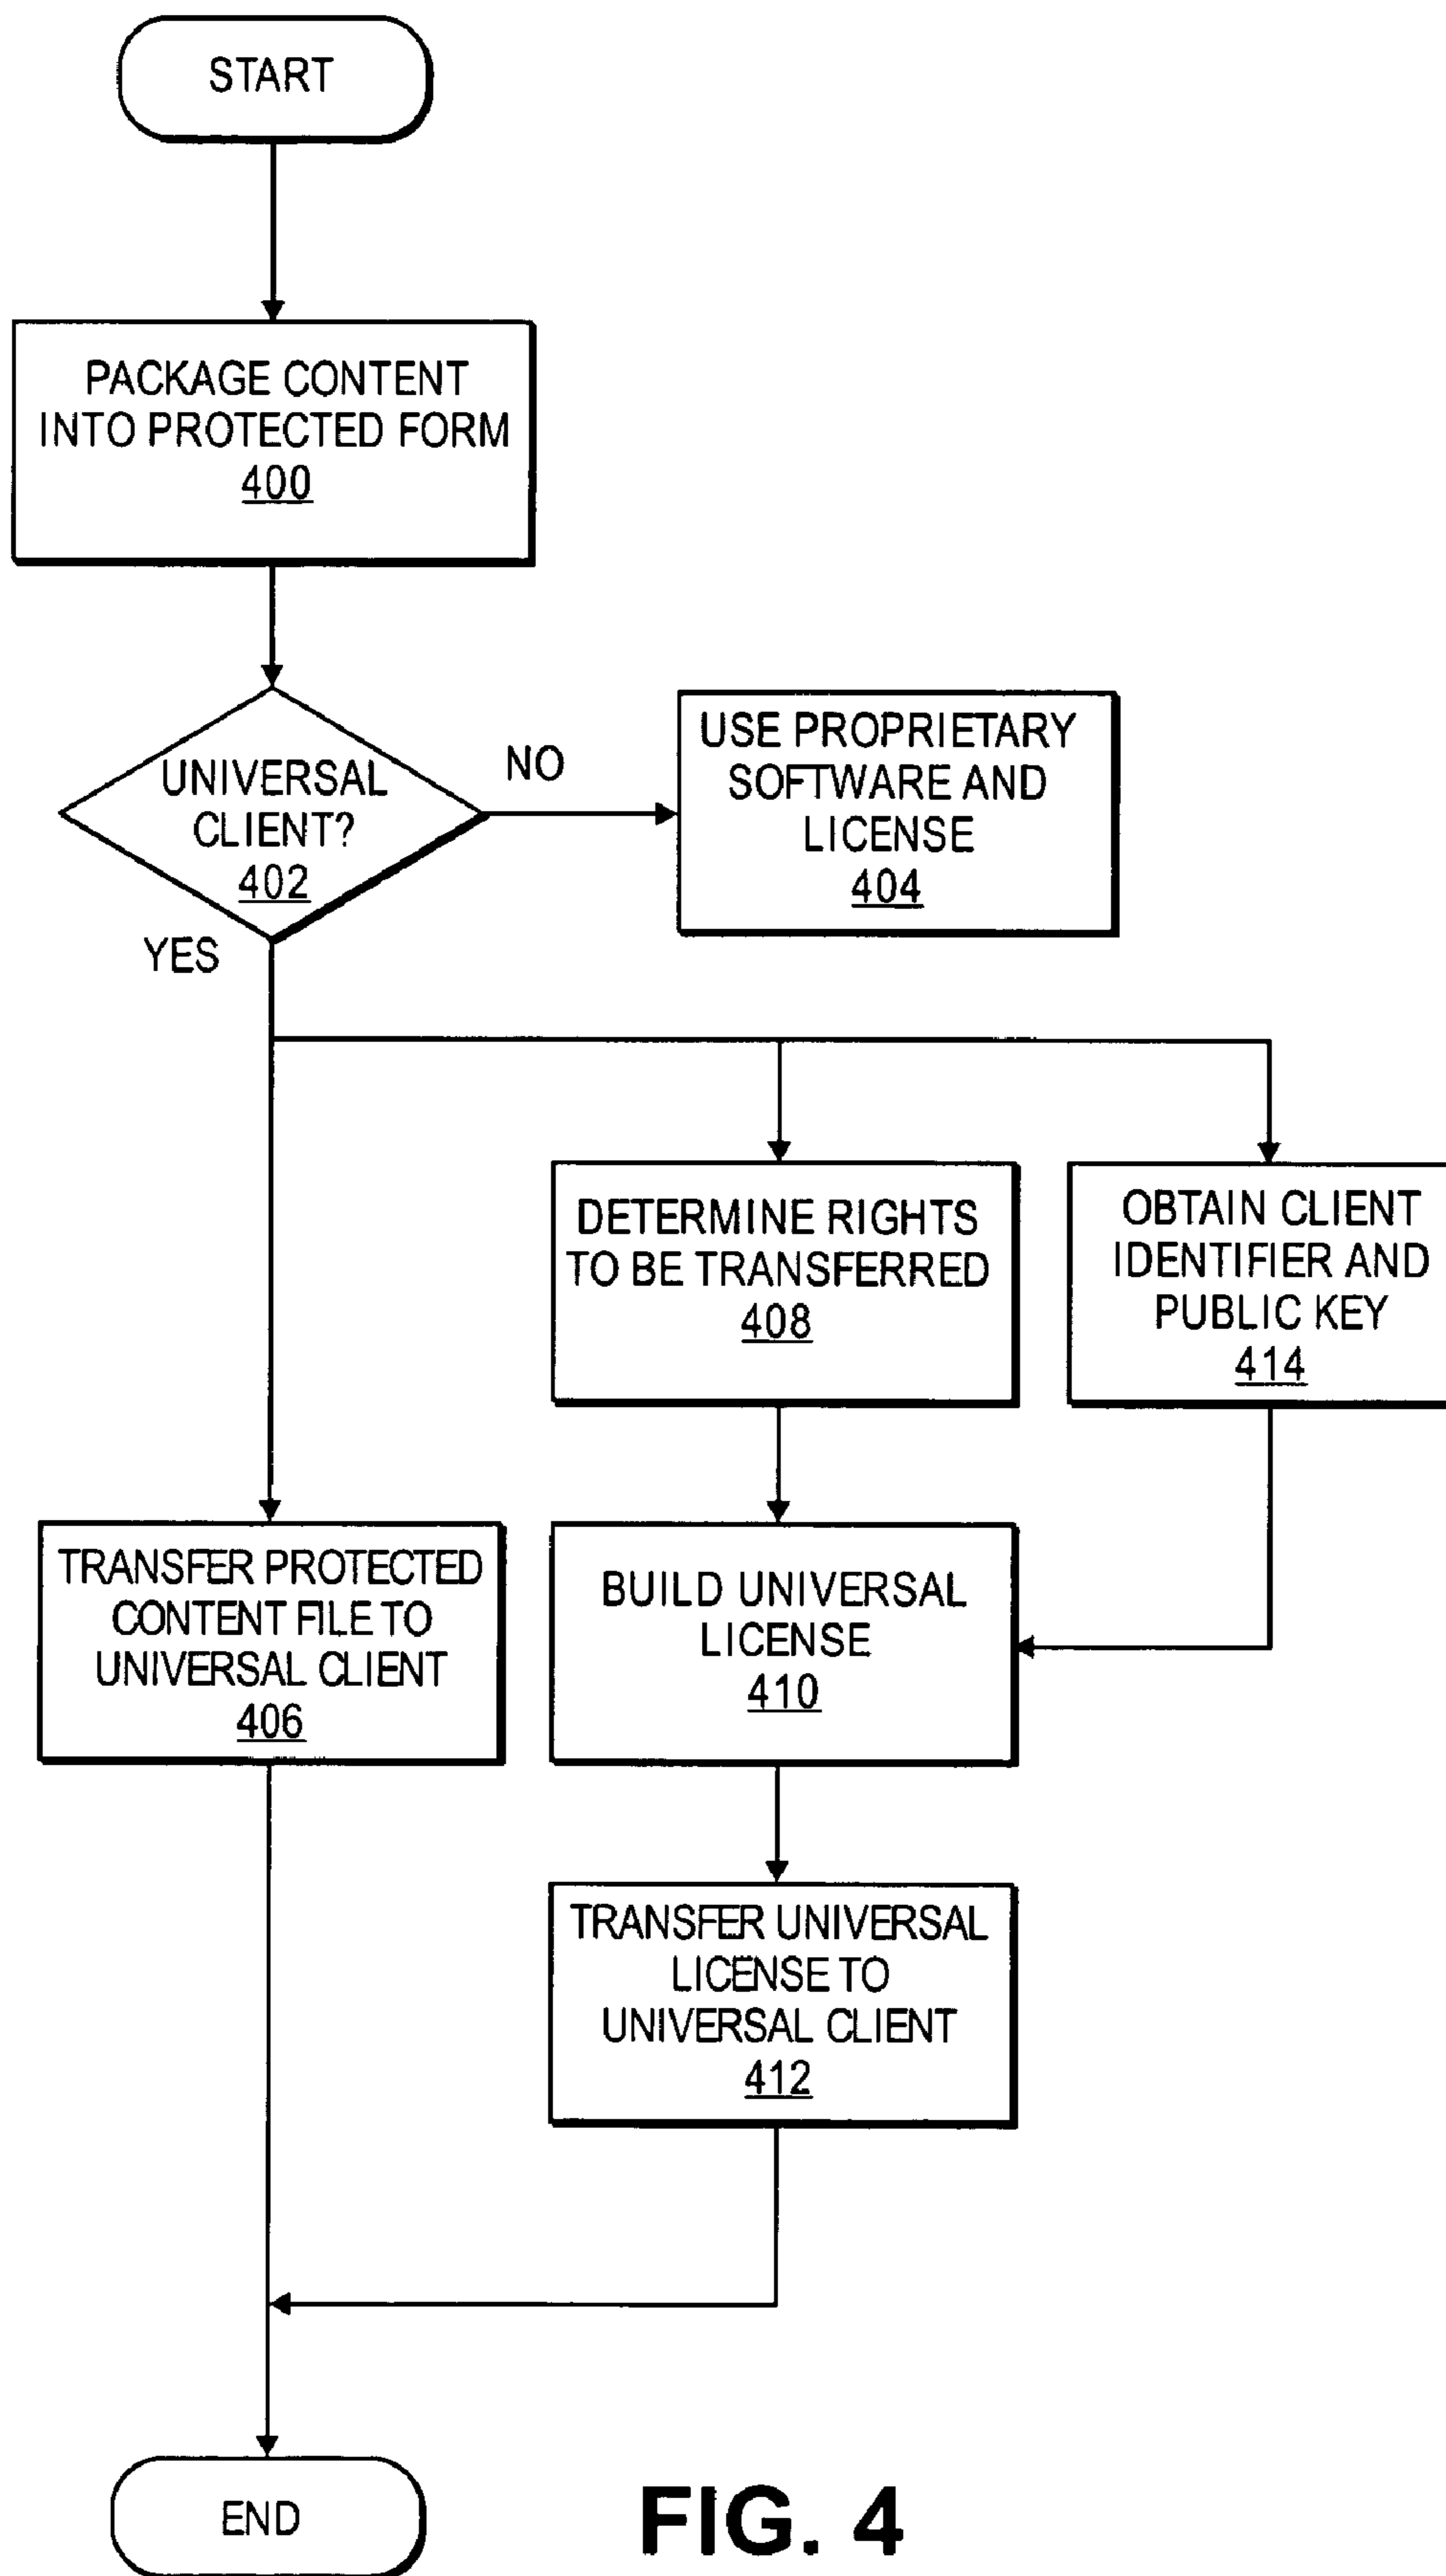 START
PACKAGE CONTENT
INTO PROTECTED FORM
400
UNIVERSAL
CLIENT?
402
NO
USE PROPRIETARY
SOFTWARE AND
LICENSE
404
YES
DETERMINE RIGHTS
TO BE TRANSFERRED
408
OBTAIN CLIENT
IDENTIFIER AND
PUBLIC KEY
414
TRANSFER PROTECTED
CONTENT FILE TO
UNIVERSAL CLIENT
406
BUILD UNIVERSAL
LICENSE
410
TRANSFER UNIVERSAL
LICENSE TO
UNIVERSAL CLIENT
412
END
FIG. 4